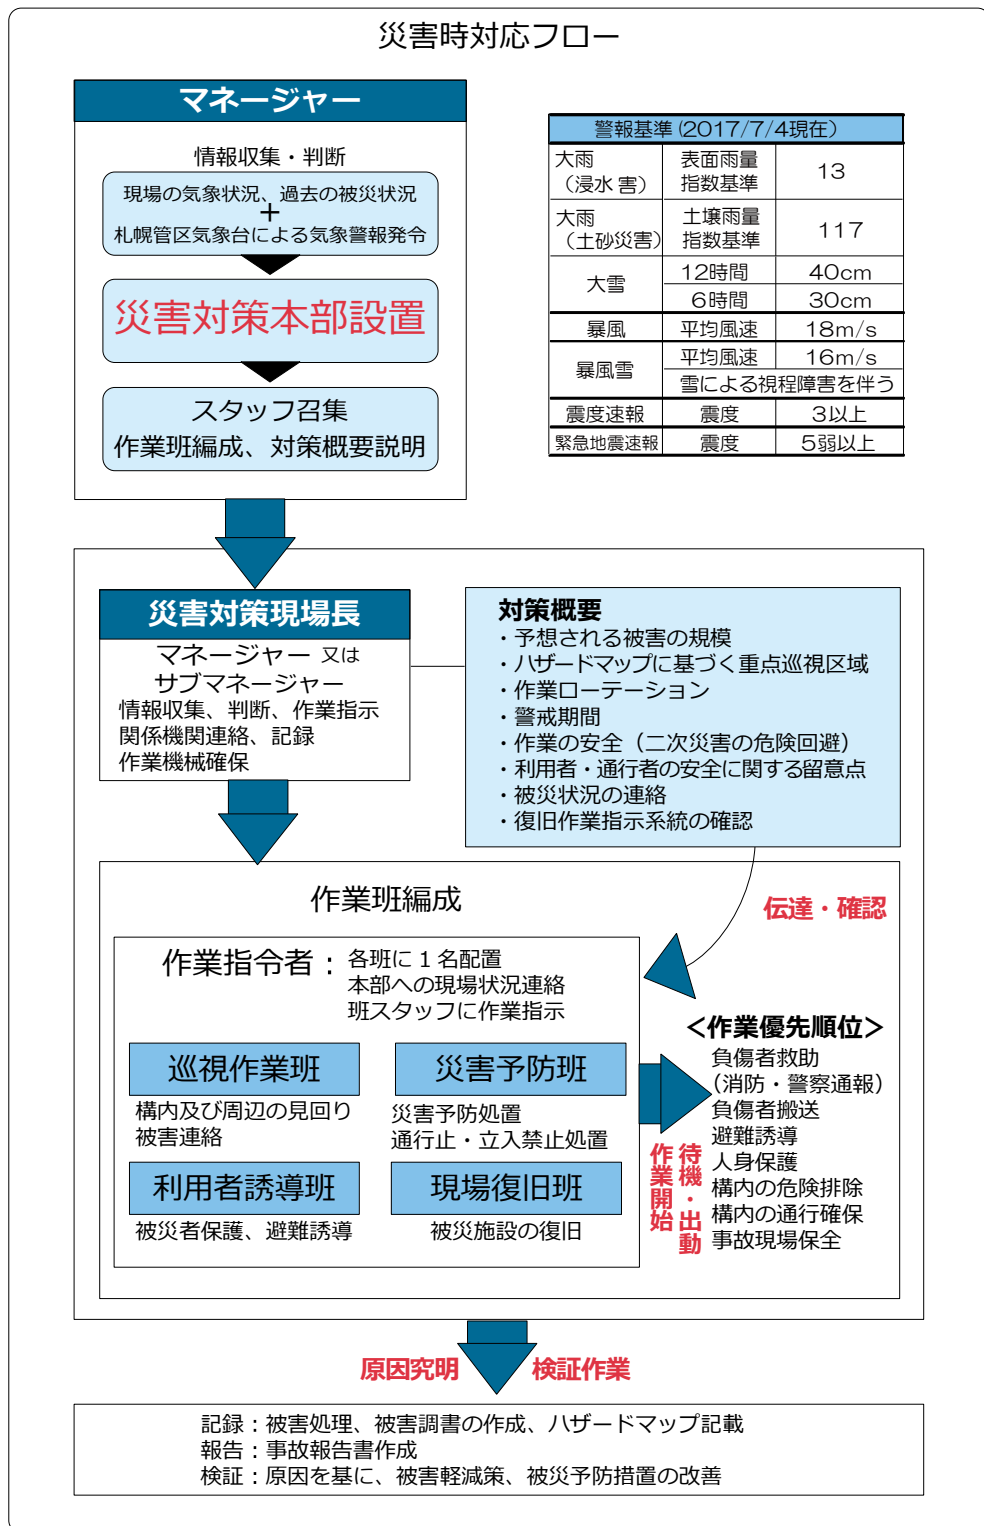 災害時対応フロー
マネージャー
情報収集・判断
現場の気象状況、過去の被災状況
+
札幌管区気象台による気象警報発令
災害対策本部設置
スタッフ召集
作業班編成、対策概要説明
警報基準(2017/7/4現在)
大雨 表面雨量
(浸水 害) 指数基準 13
大雨 土壌雨量
(土砂災害) 指数基準 117
大雪 12時間 40cm
6時間 30cm
暴風 平均風速 18m/s
暴風雪 平均風速 16m/s
雪による視程障害を伴う
震度速報 震度 3以上
緊急地震速報 震度 5弱以上
災害対策現場長
マネージャー 又は
サブマネージャー
情報収集、判断、作業指示
関係機関連絡、記録
作業機械確保
対策概要
・予想される被害の規模
・ハザードマップに基づく重点巡視区域
・作業ローテーション
・警戒期間
・作業の安全(二次災害の危険回避)
・利用者・通行者の安全に関する留意点
・被災状況の連絡
・復旧作業指示系統の確認
作業班編成
伝達・確認
作業指令者:各班に1名配置
本部への現場状況連絡
班スタッフに作業指示
巡視作業班
構内及び周辺の見回り
被害連絡
災害予防班
災害予防処置
通行止・立入禁止処置
利用者誘導班
被災者保護、避難誘導
現場復旧班
被災施設の復旧
待機・出動
作業開始
<作業優先順位>
負傷者救助
(消防・警察通報)
負傷者搬送
避難誘導
人身保護
構内の危険排除
構内の通行確保
事故現場保全
原因究明 検証作業
記録:被害処理、被害調書の作成、ハザードマップ記載
報告:事故報告書作成
検証:原因を基に、被害軽減策、被災予防措置の改善